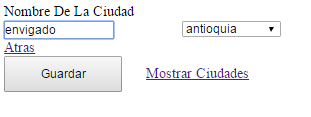 Nombre De La Ciudad
envigado antioquia
Atras
Guardar Mostrar Ciudades